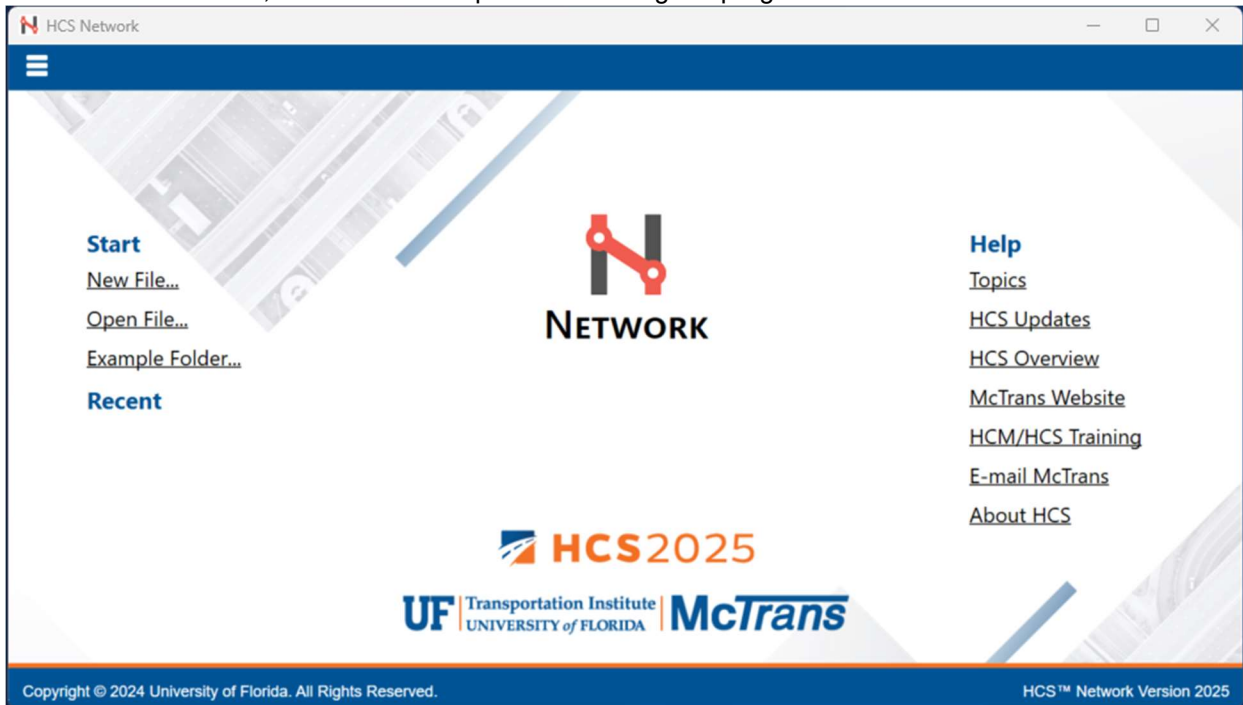 HCS Network
Start
New File...
Open File...
Example Folder...
Recent
NETWORK
Help
Topics
HCS Updates
HCS Overview
McTrans Website
HCM/HCS Training
E-mail McTrans
About HCS
HCS2025
UF Transportation Institute UNIVERSITY of FLORIDA McTrans
Copyright © 2024 University of Florida. All Rights Reserved.
HCS™ Network Version 2025